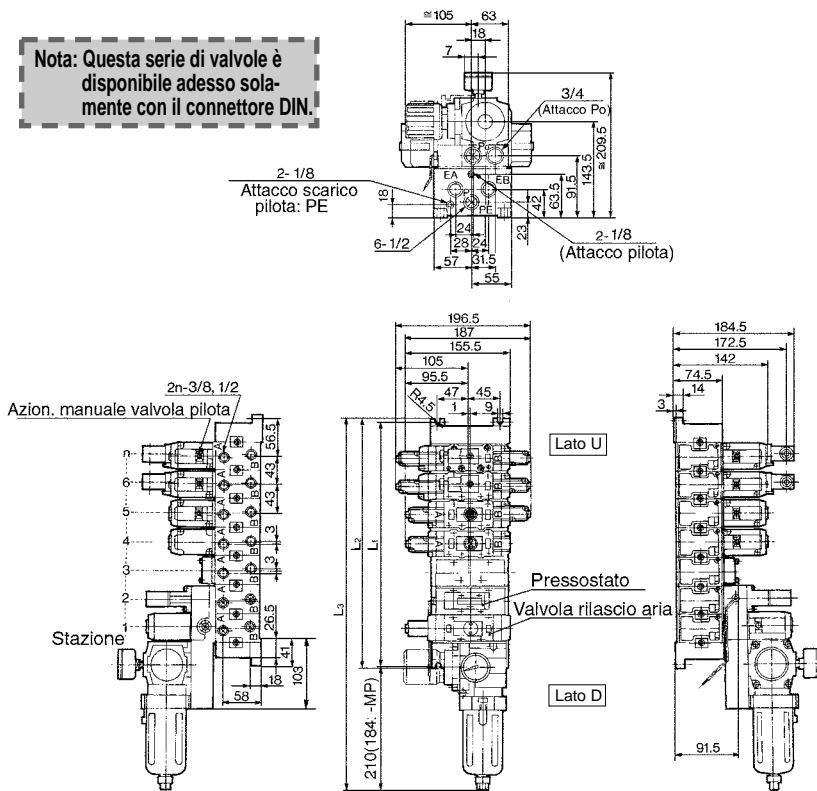 Nota: Questa serie di valvole è
disponibile adesso sola-
mente con il connettore DIN.
≅105
63
18
7
3/4
(Attacco Po)
2- 1/8
Attacco scarico
pilota: PE
18
EA
EB
P
PE
6- 1/2
24
28
24
57
31.5
55
23
42
63.5
91.5
143.5
≅ 209.5
2- 1/8
(Attacco pilota)
2n-3/8, 1/2
Azion. manuale valvola pilota
n
6
5
4
3
2
1
Stazione
A
B
56.5
43
43
3
3
26.5
41
103
18
58
196.5
187
155.5
105
95.5
47
45
1
9
R4.5
Lato U
L3
L2
L1
Pressostato
Valvola rilascio aria
Lato D
210(184: -MP)
184.5
172.5
142
74.5
14
3
91.5